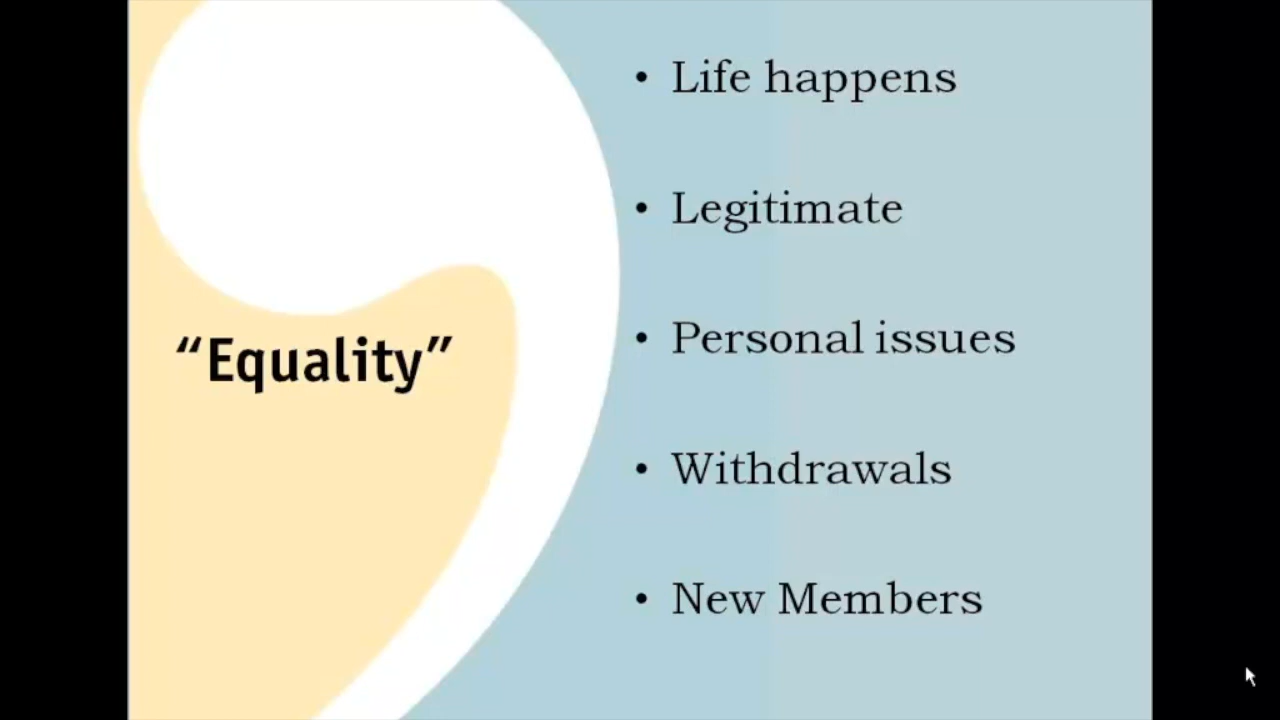 “Equality”
• Life happens
• Legitimate
• Personal issues
• Withdrawals
• New Members